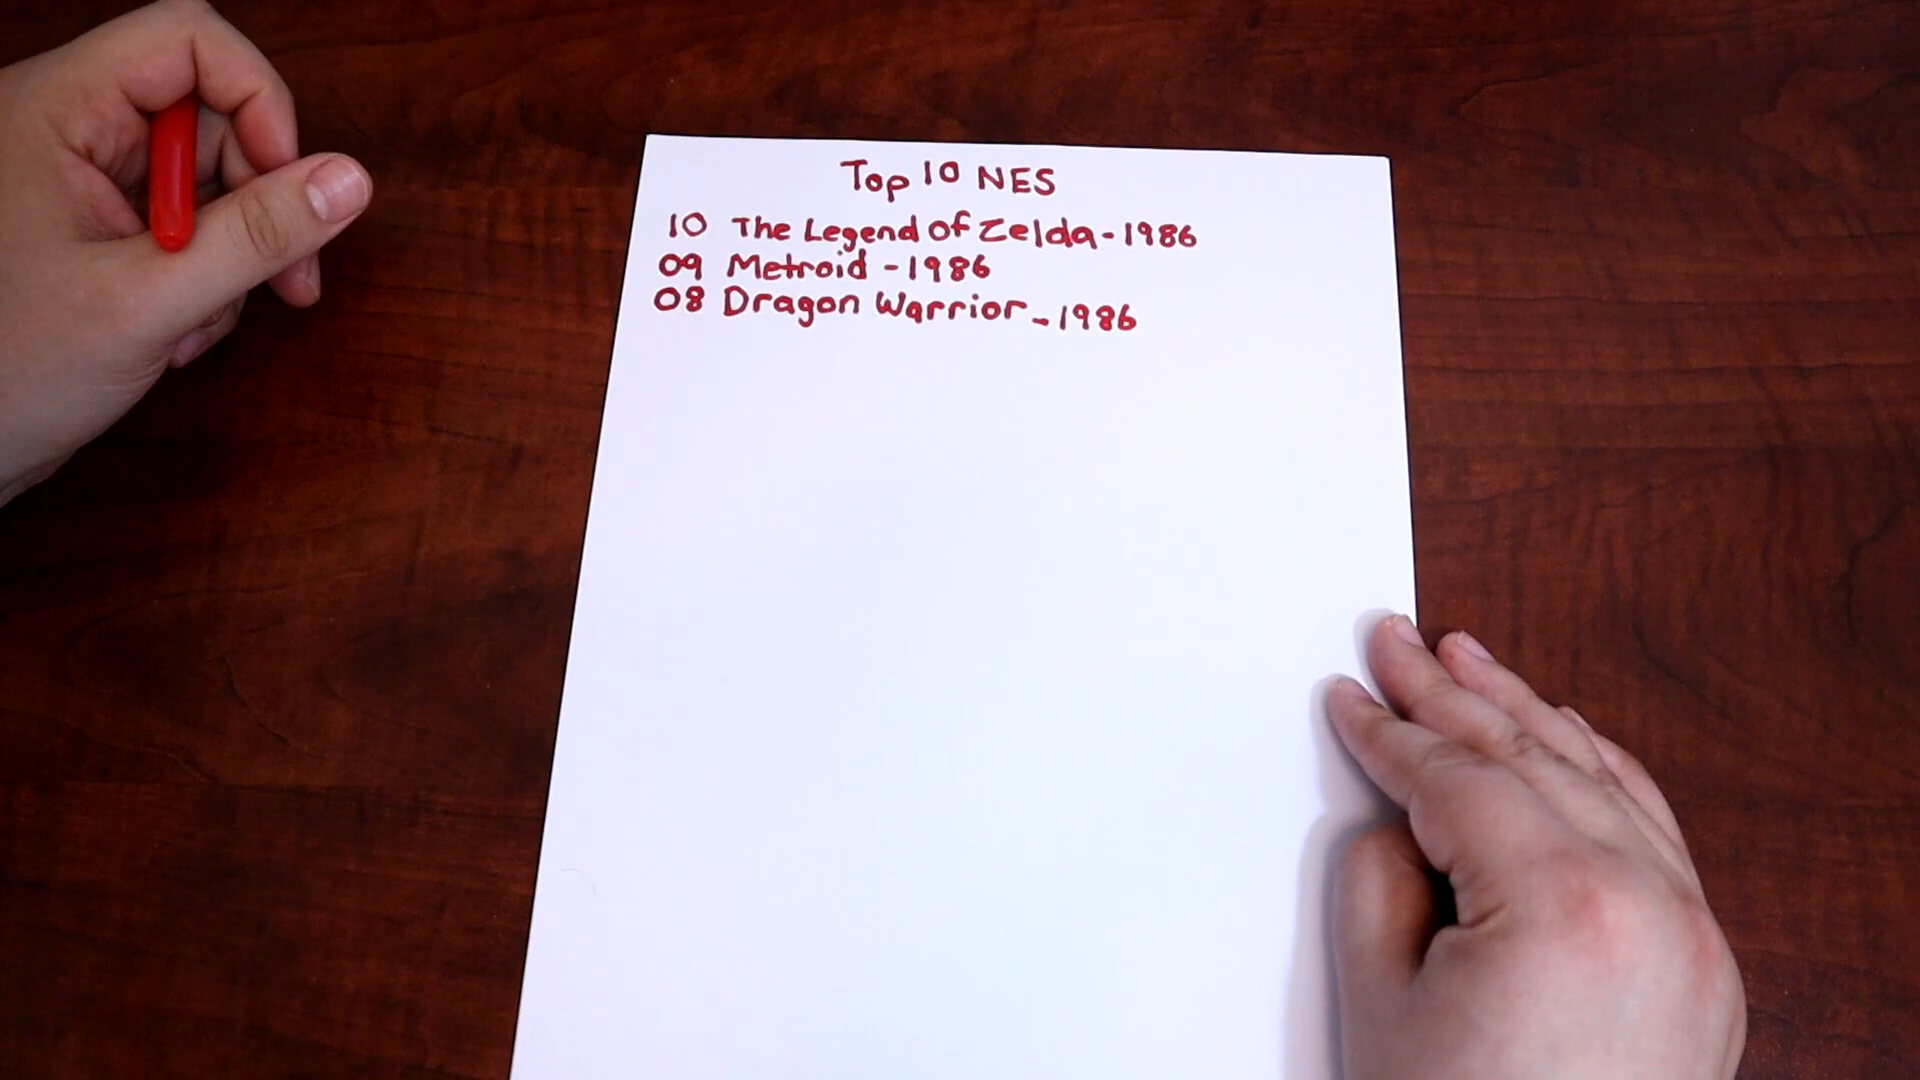 Top 10 NES
10 The Legend of Zelda - 1986
09 Metroid - 1986
08 Dragon Warrior - 1986